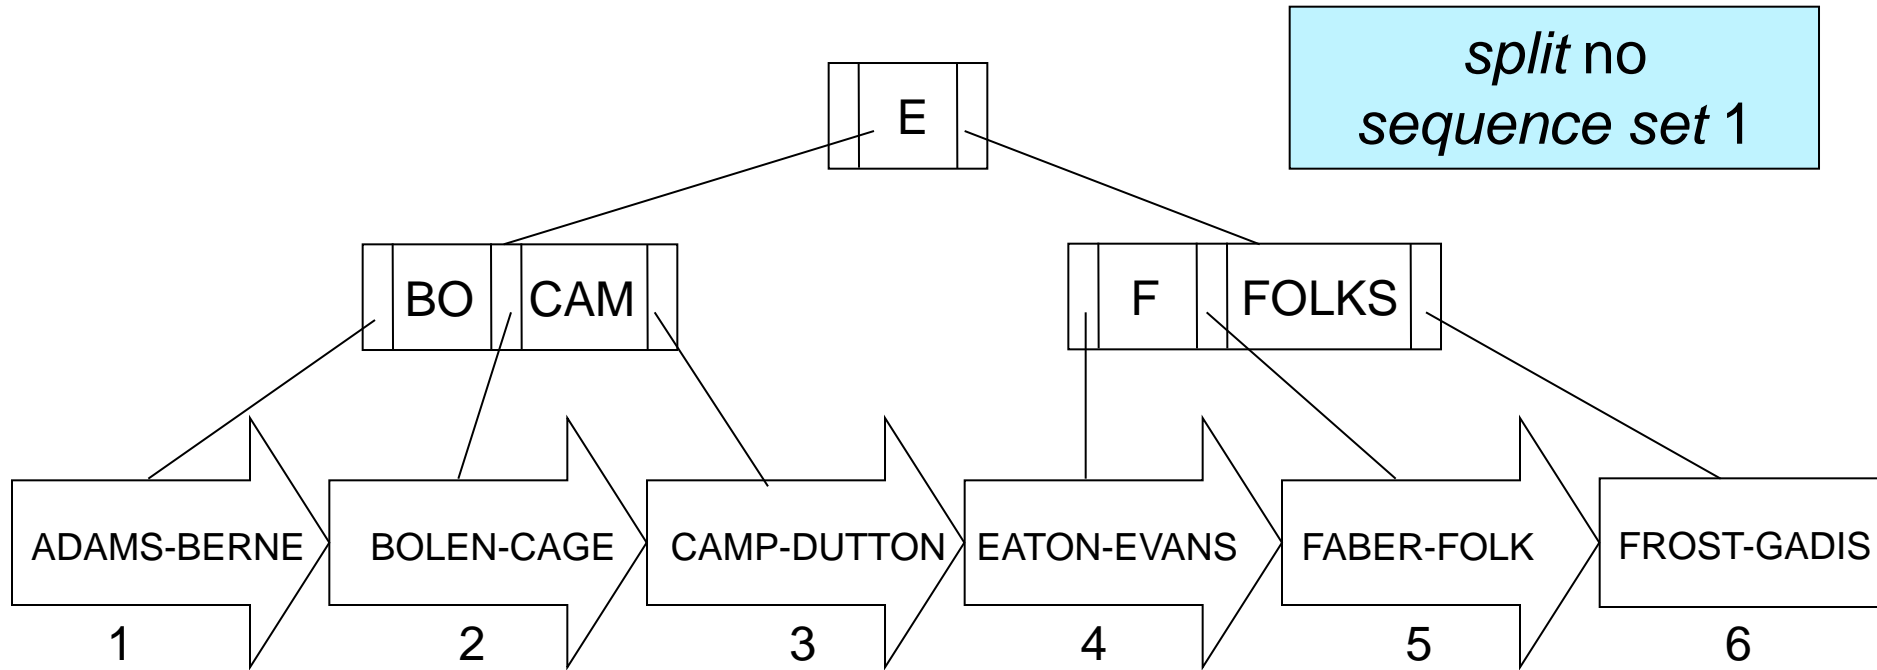 split no
sequence set 1
E
BO CAM
F FOLKS
ADAMS-BERNE
BOLEN-CAGE
CAMP-DUTTON
EATON-EVANS
FABER-FOLK
FROST-GADIS
1
2
3
4
5
6